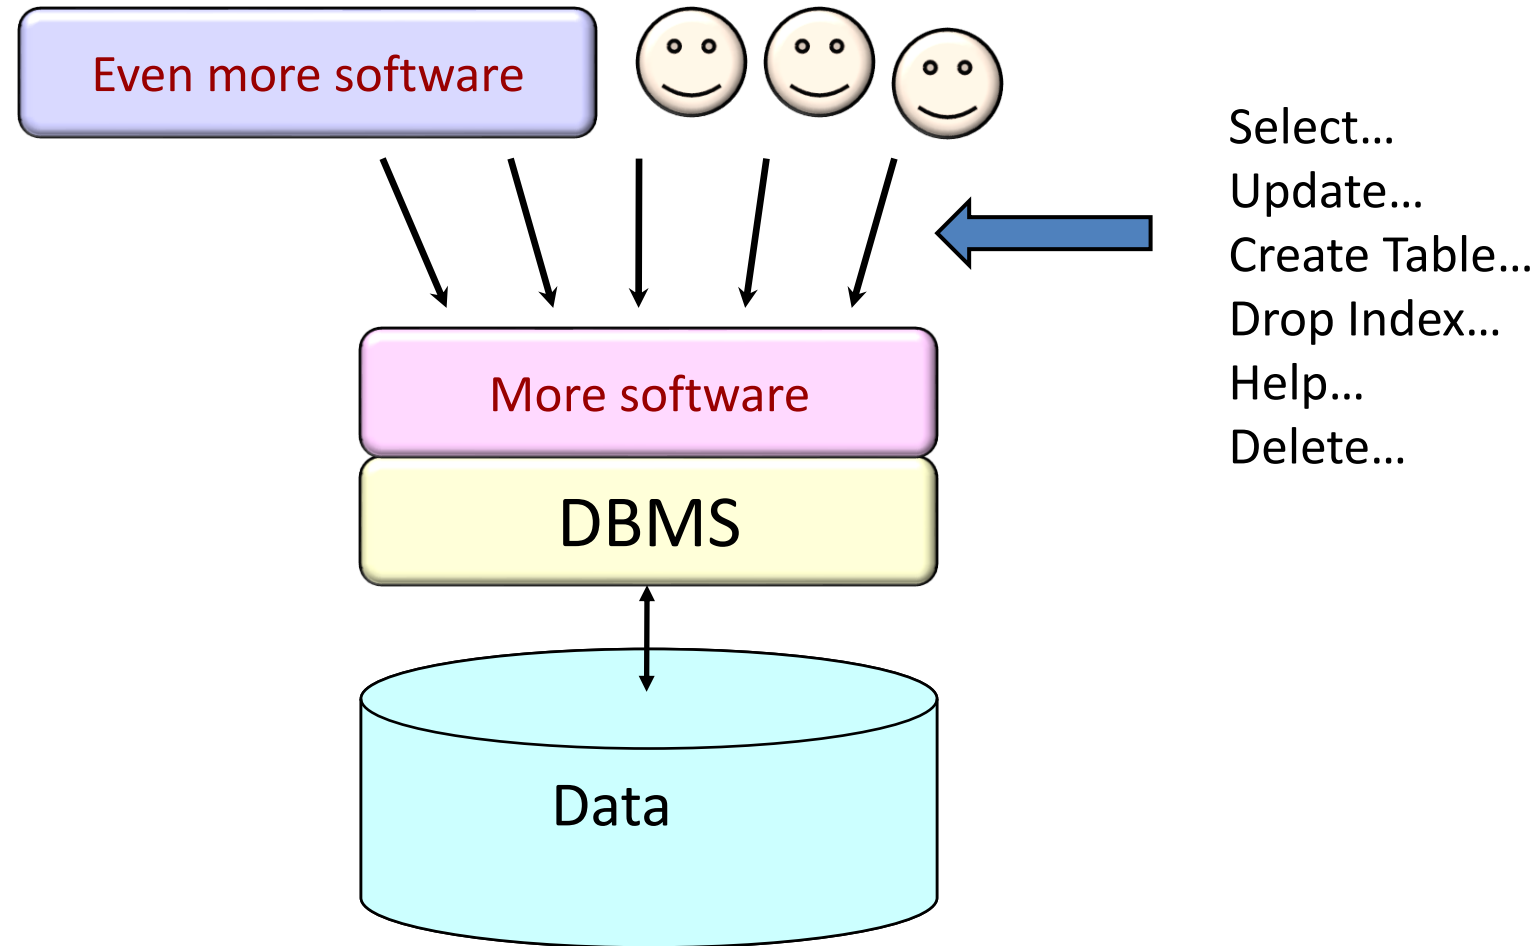 Even more software
Select…
Update…
Create Table…
Drop Index…
Help…
Delete…
More software
DBMS
Data